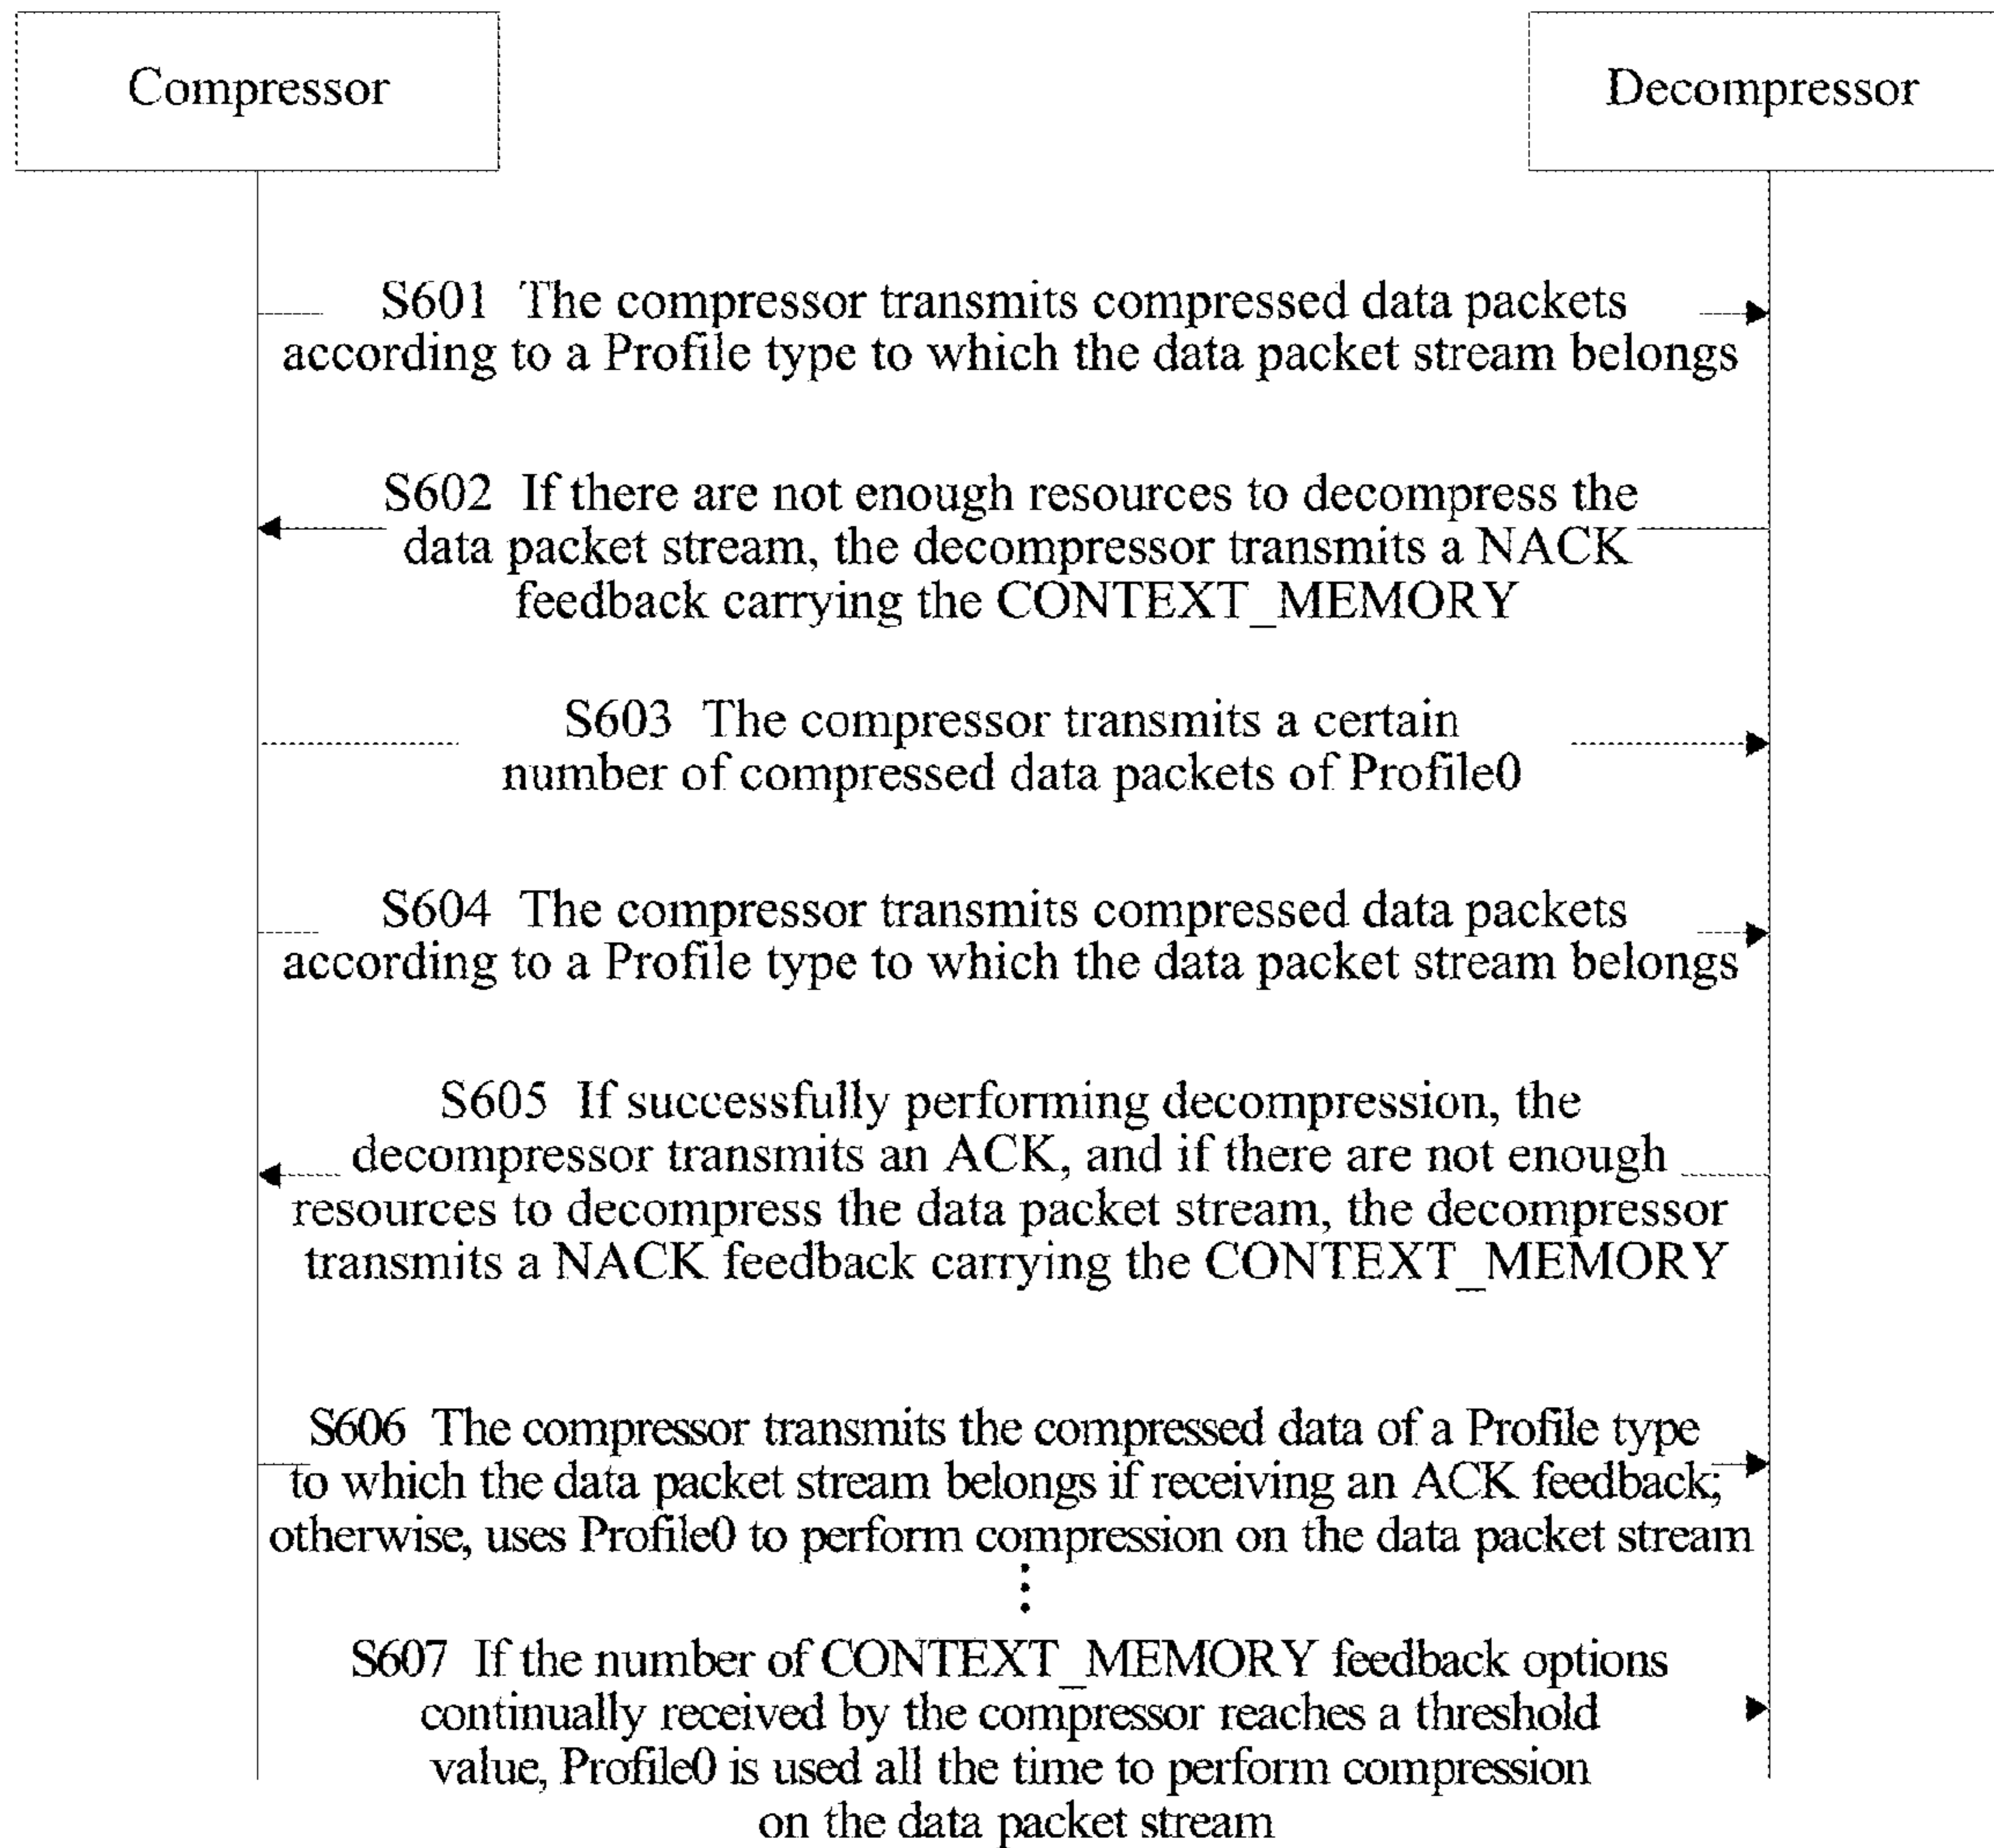 Compressor
Decompressor
S601 The compressor transmits compressed data packets
according to a Profile type to which the data packet stream belongs
S602 If there are not enough resources to decompress the
data packet stream, the decompressor transmits a NACK
feedback carrying the CONTEXT_MEMORY
S603 The compressor transmits a certain
number of compressed data packets of Profile0
S604 The compressor transmits compressed data packets
according to a Profile type to which the data packet stream belongs
S605 If successfully performing decompression, the
decompressor transmits an ACK, and if there are not enough
resources to decompress the data packet stream, the decompressor
transmits a NACK feedback carrying the CONTEXT_MEMORY
S606 The compressor transmits the compressed data of a Profile type
to which the data packet stream belongs if receiving an ACK feedback;
otherwise, uses Profile0 to perform compression on the data packet stream
S607 If the number of CONTEXT_MEMORY feedback options
continually received by the compressor reaches a threshold
value, Profile0 is used all the time to perform compression
on the data packet stream